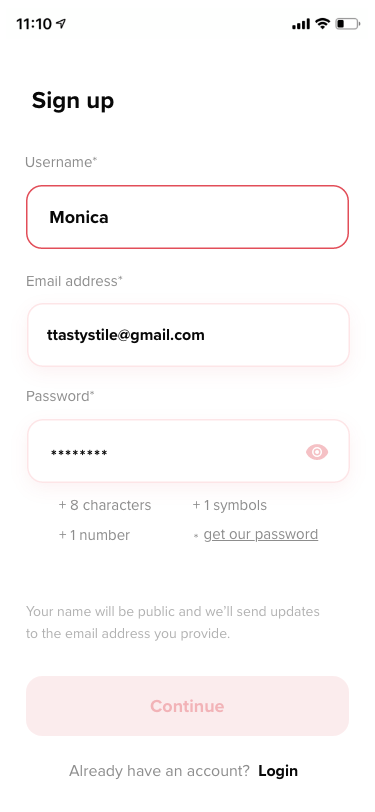 11:10
Sign up
Username*
Monica
Email address*
ttastystile@gmail.com
Password*
********
+ 8 characters + 1 symbols
+ 1 number * get our password
Your name will be public and we'll send updates
to the email address you provide.
Continue
Already have an account? Login